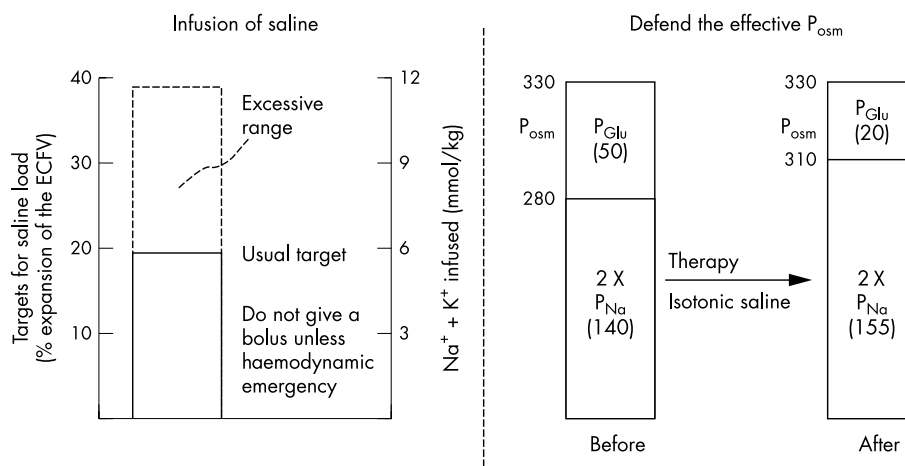 Infusion of saline
Targets for saline load
(% expansion of the ECFV)
40
30
20
10
Excessive
range
Usual target
Do not give a
bolus unless
haemodynamic
emergency
12
9
6
3
Na⁺ + K⁺ infused (mmol/kg)
Defend the effective Posm
330
Posm
280
PGlu
(50)
2 X
PNa
(140)
Before
Therapy
Isotonic saline
330
Posm
310
PGlu
(20)
2 X
PNa
(155)
After